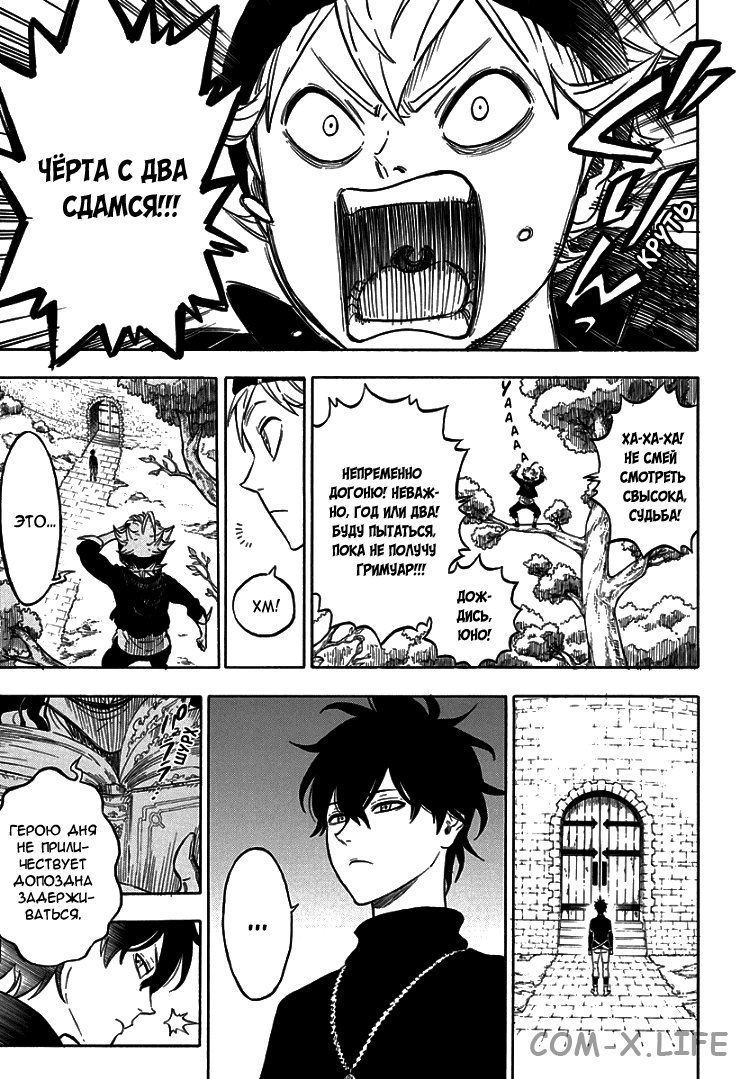 ЧЁРТА С ДВА
СДАМСЯ!!!
КРУТЬ
ХА-ХА-ХА!
НЕ СМЕЙ
СМОТРЕТЬ
СВЫСОКА,
СУДЬБА!
УААААА
НЕПРЕМЕННО
ДОГОНЮ! НЕВАЖ-
НО, ГОД ИЛИ ДВА!
БУДУ ПЫТАТЬСЯ,
ПОКА НЕ ПОЛУЧУ
ГРИМУАР!!!
ДОЖ-
ДИСЬ,
ЮНО!
ХМ!
ЭТО...
...
ШУРХ
ГЕРОЮ ДНЯ
НЕ ПРИЛИ-
ЧЕСТВУЕТ
ДОПОЗДНА
ЗАДЕРЖИ-
ВАТЬСЯ.
COM-X.LIFE